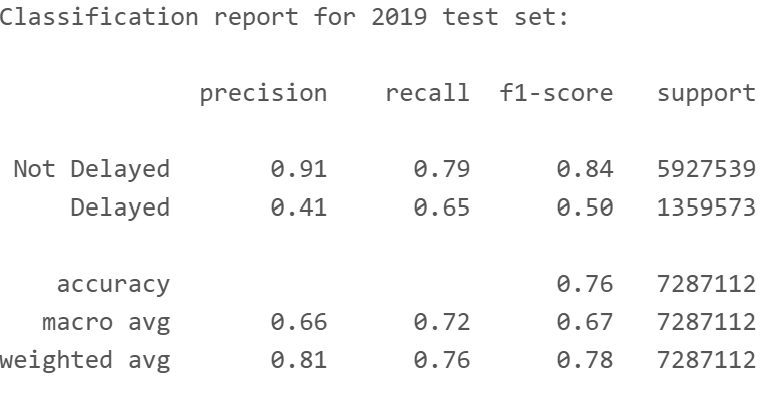 Classification report for 2019 test set:
precision recall f1-score support
Not Delayed 0.91 0.79 0.84 5927539
Delayed 0.41 0.65 0.50 1359573
accuracy 0.76 7287112
macro avg 0.66 0.72 0.67 7287112
weighted avg 0.81 0.76 0.78 7287112